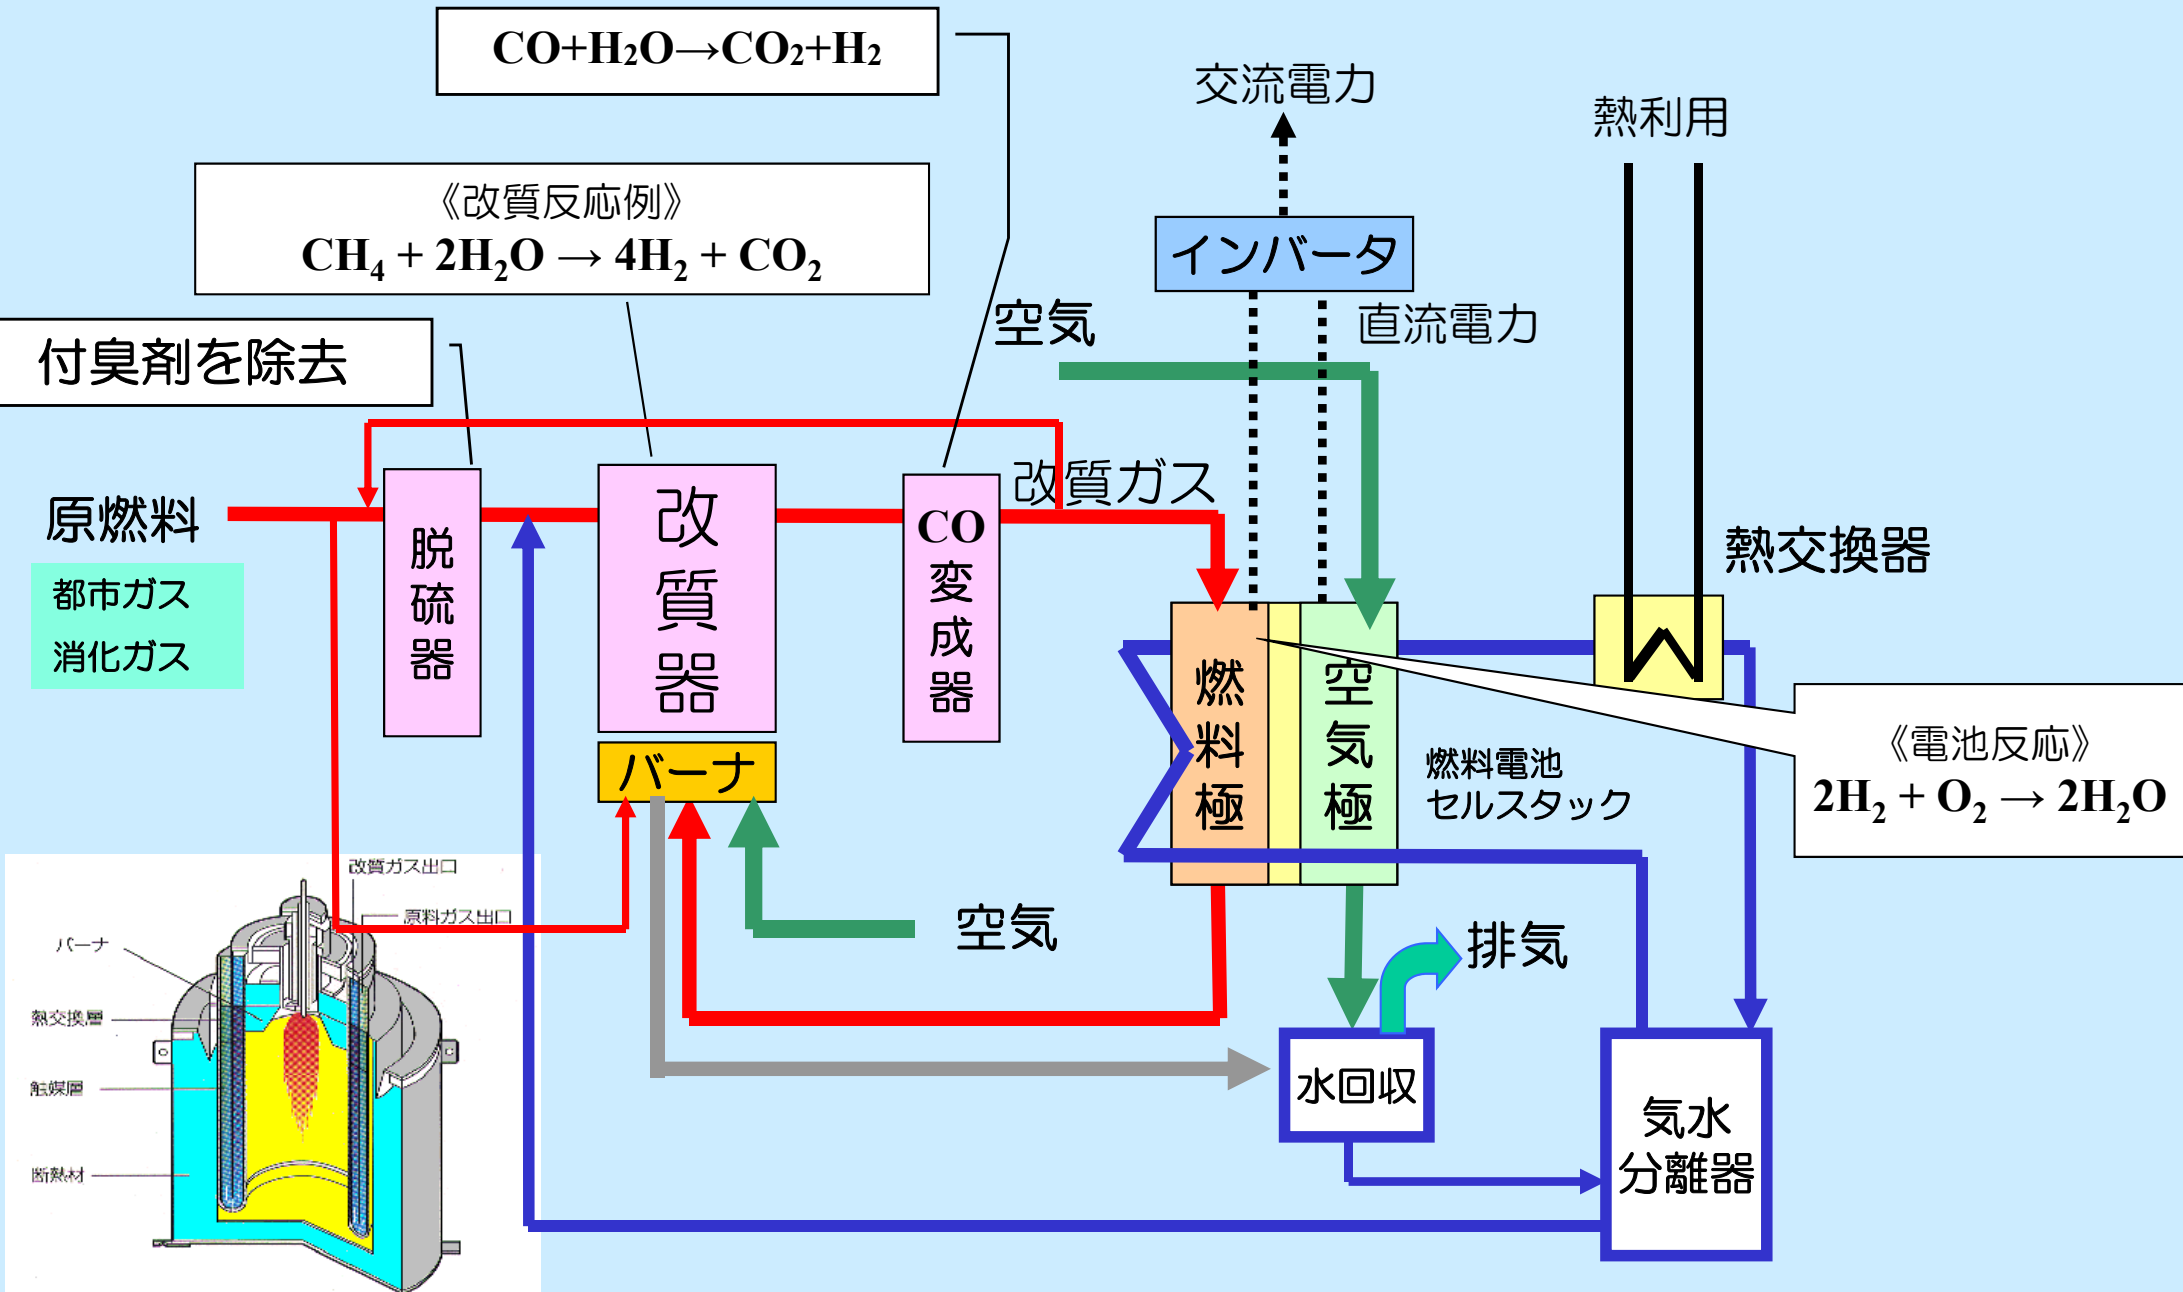 CO+H2O→CO2+H2
交流電力
熱利用
《改質反応例》
CH4 + 2H2O → 4H2 + CO2
インバータ
空気
直流電力
付臭剤を除去
改質ガス
原燃料
都市ガス
消化ガス
脱硫器
改質器
CO変成器
バーナ
熱交換器
燃料極
空気極
燃料電池
セルスタック
《電池反応》
2H2 + O2 → 2H2O
空気
排気
水回収
気水
分離器
改質ガス出口
原料ガス出口
バーナ
熱交換層
触媒層
断熱材